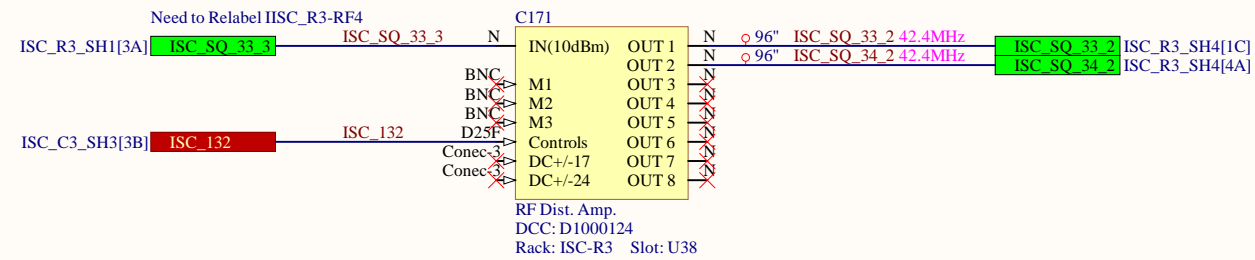 Need to Relabel IISC_R3-RF4
C171
ISC_R3_SH1[3A] ISC_SQ_33_3 ISC_SQ_33_3 N IN(10dBm) OUT 1 N 96" ISC_SQ_33_2 42.4MHz ISC_SQ_33_2 ISC_R3_SH4[1C]
OUT 2 N 96" ISC_SQ_34_2 42.4MHz ISC_SQ_34_2 ISC_R3_SH4[4A]
BNC M1 OUT 3 N
BNC M2 OUT 4 N
BNC M3 OUT 5 N
ISC_C3_SH3[3B] ISC_132 ISC_132 D25F Controls OUT 6 N
Conec-3 DC+/-17 OUT 7 N
Conec-3 DC+/-24 OUT 8 N
RF Dist. Amp.
DCC: D1000124
Rack: ISC-R3 Slot: U38